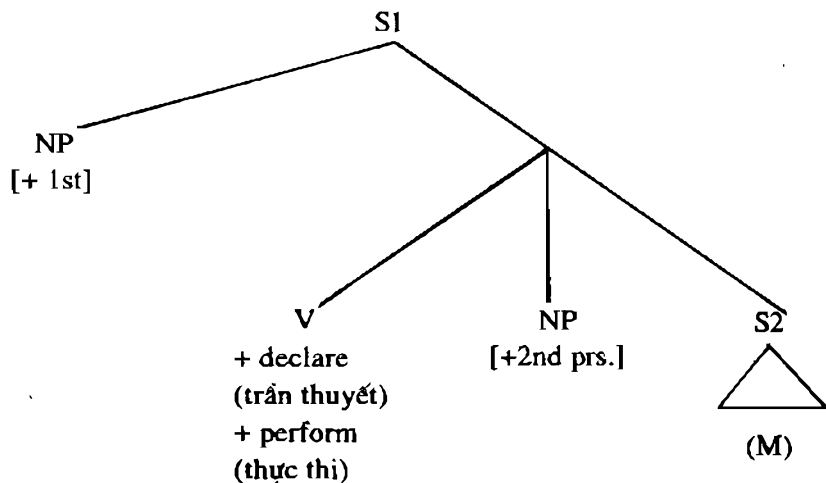 S1
NP
[+ 1st]
V
NP
S2
+ declare
[+2nd prs.]
(trần thuyết)
+ perform
(M)
(thực thi)